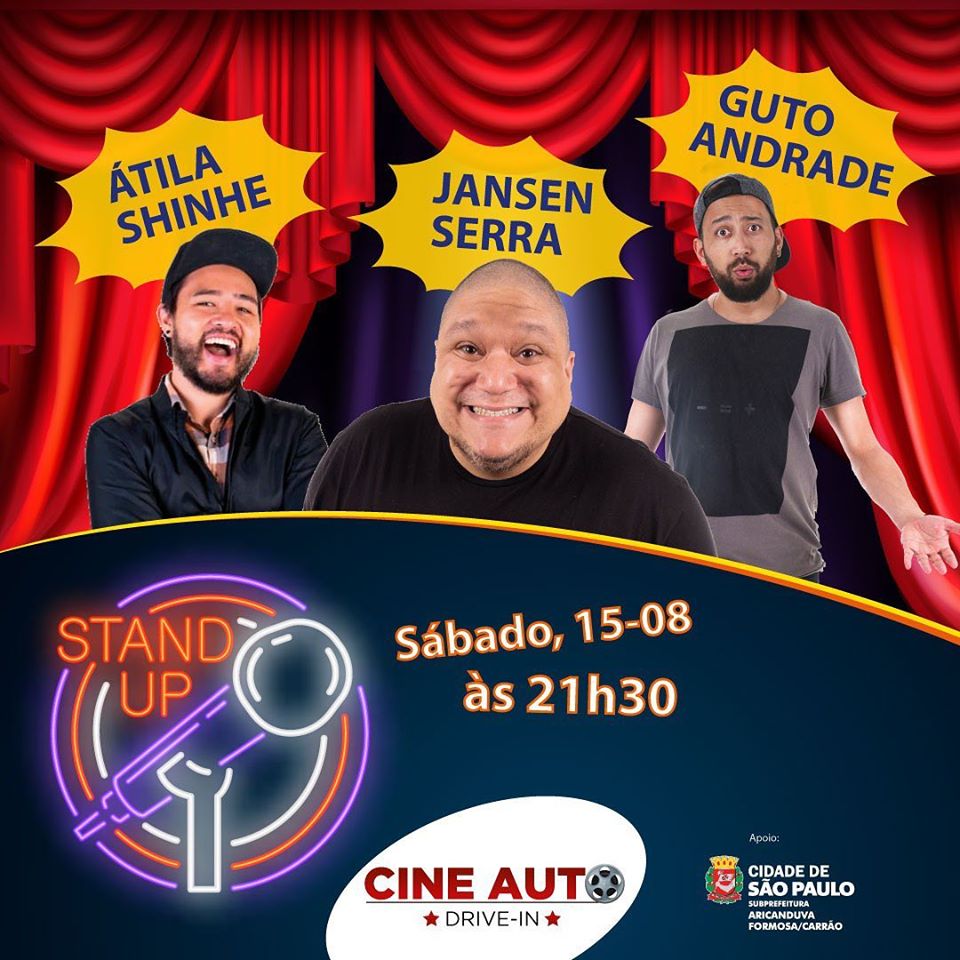 ÁTILA
SHINHE
JANSEN
SERRA
GUTO
ANDRADE
STAND
UP
Sábado, 15-08
às 21h30
CINE AUTO
DRIVE-IN
Apoio:
CIDADE DE
SÃO PAULO
SUBPREFEITURA
ARICANDUVA
FORMOSA/CARRÃO